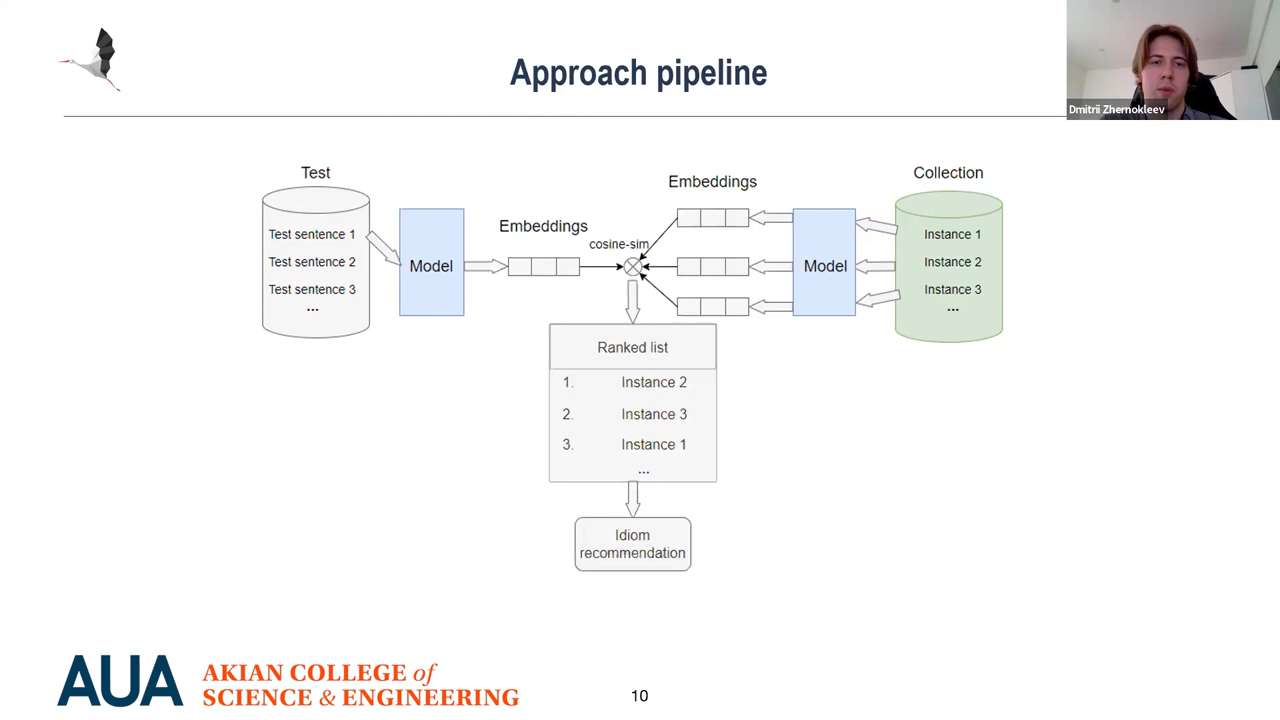 Approach pipeline
Dmitrii Zhernokleev
Test
Test sentence 1
Test sentence 2
Test sentence 3
...
Model
Embeddings
cosine-sim
Embeddings
Model
Collection
Instance 1
Instance 2
Instance 3
...
Ranked list
1. Instance 2
2. Instance 3
3. Instance 1
...
Idiom
recommendation
AUA
AKIAN COLLEGE of
SCIENCE & ENGINEERING
10